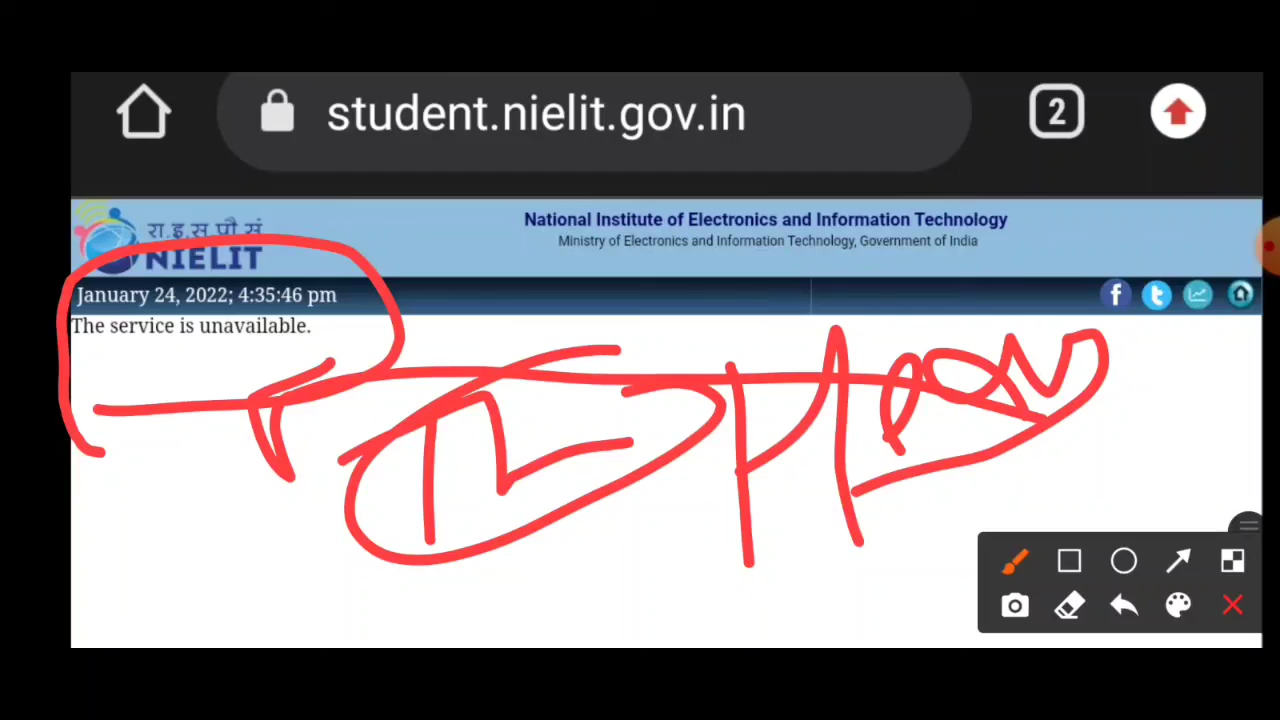 student.nielit.gov.in
2
रा.इ.स.पौ.सं
NIELIT
National Institute of Electronics and Information Technology
Ministry of Electronics and Information Technology, Government of India
January 24, 2022; 4:35:46 pm
The service is unavailable.